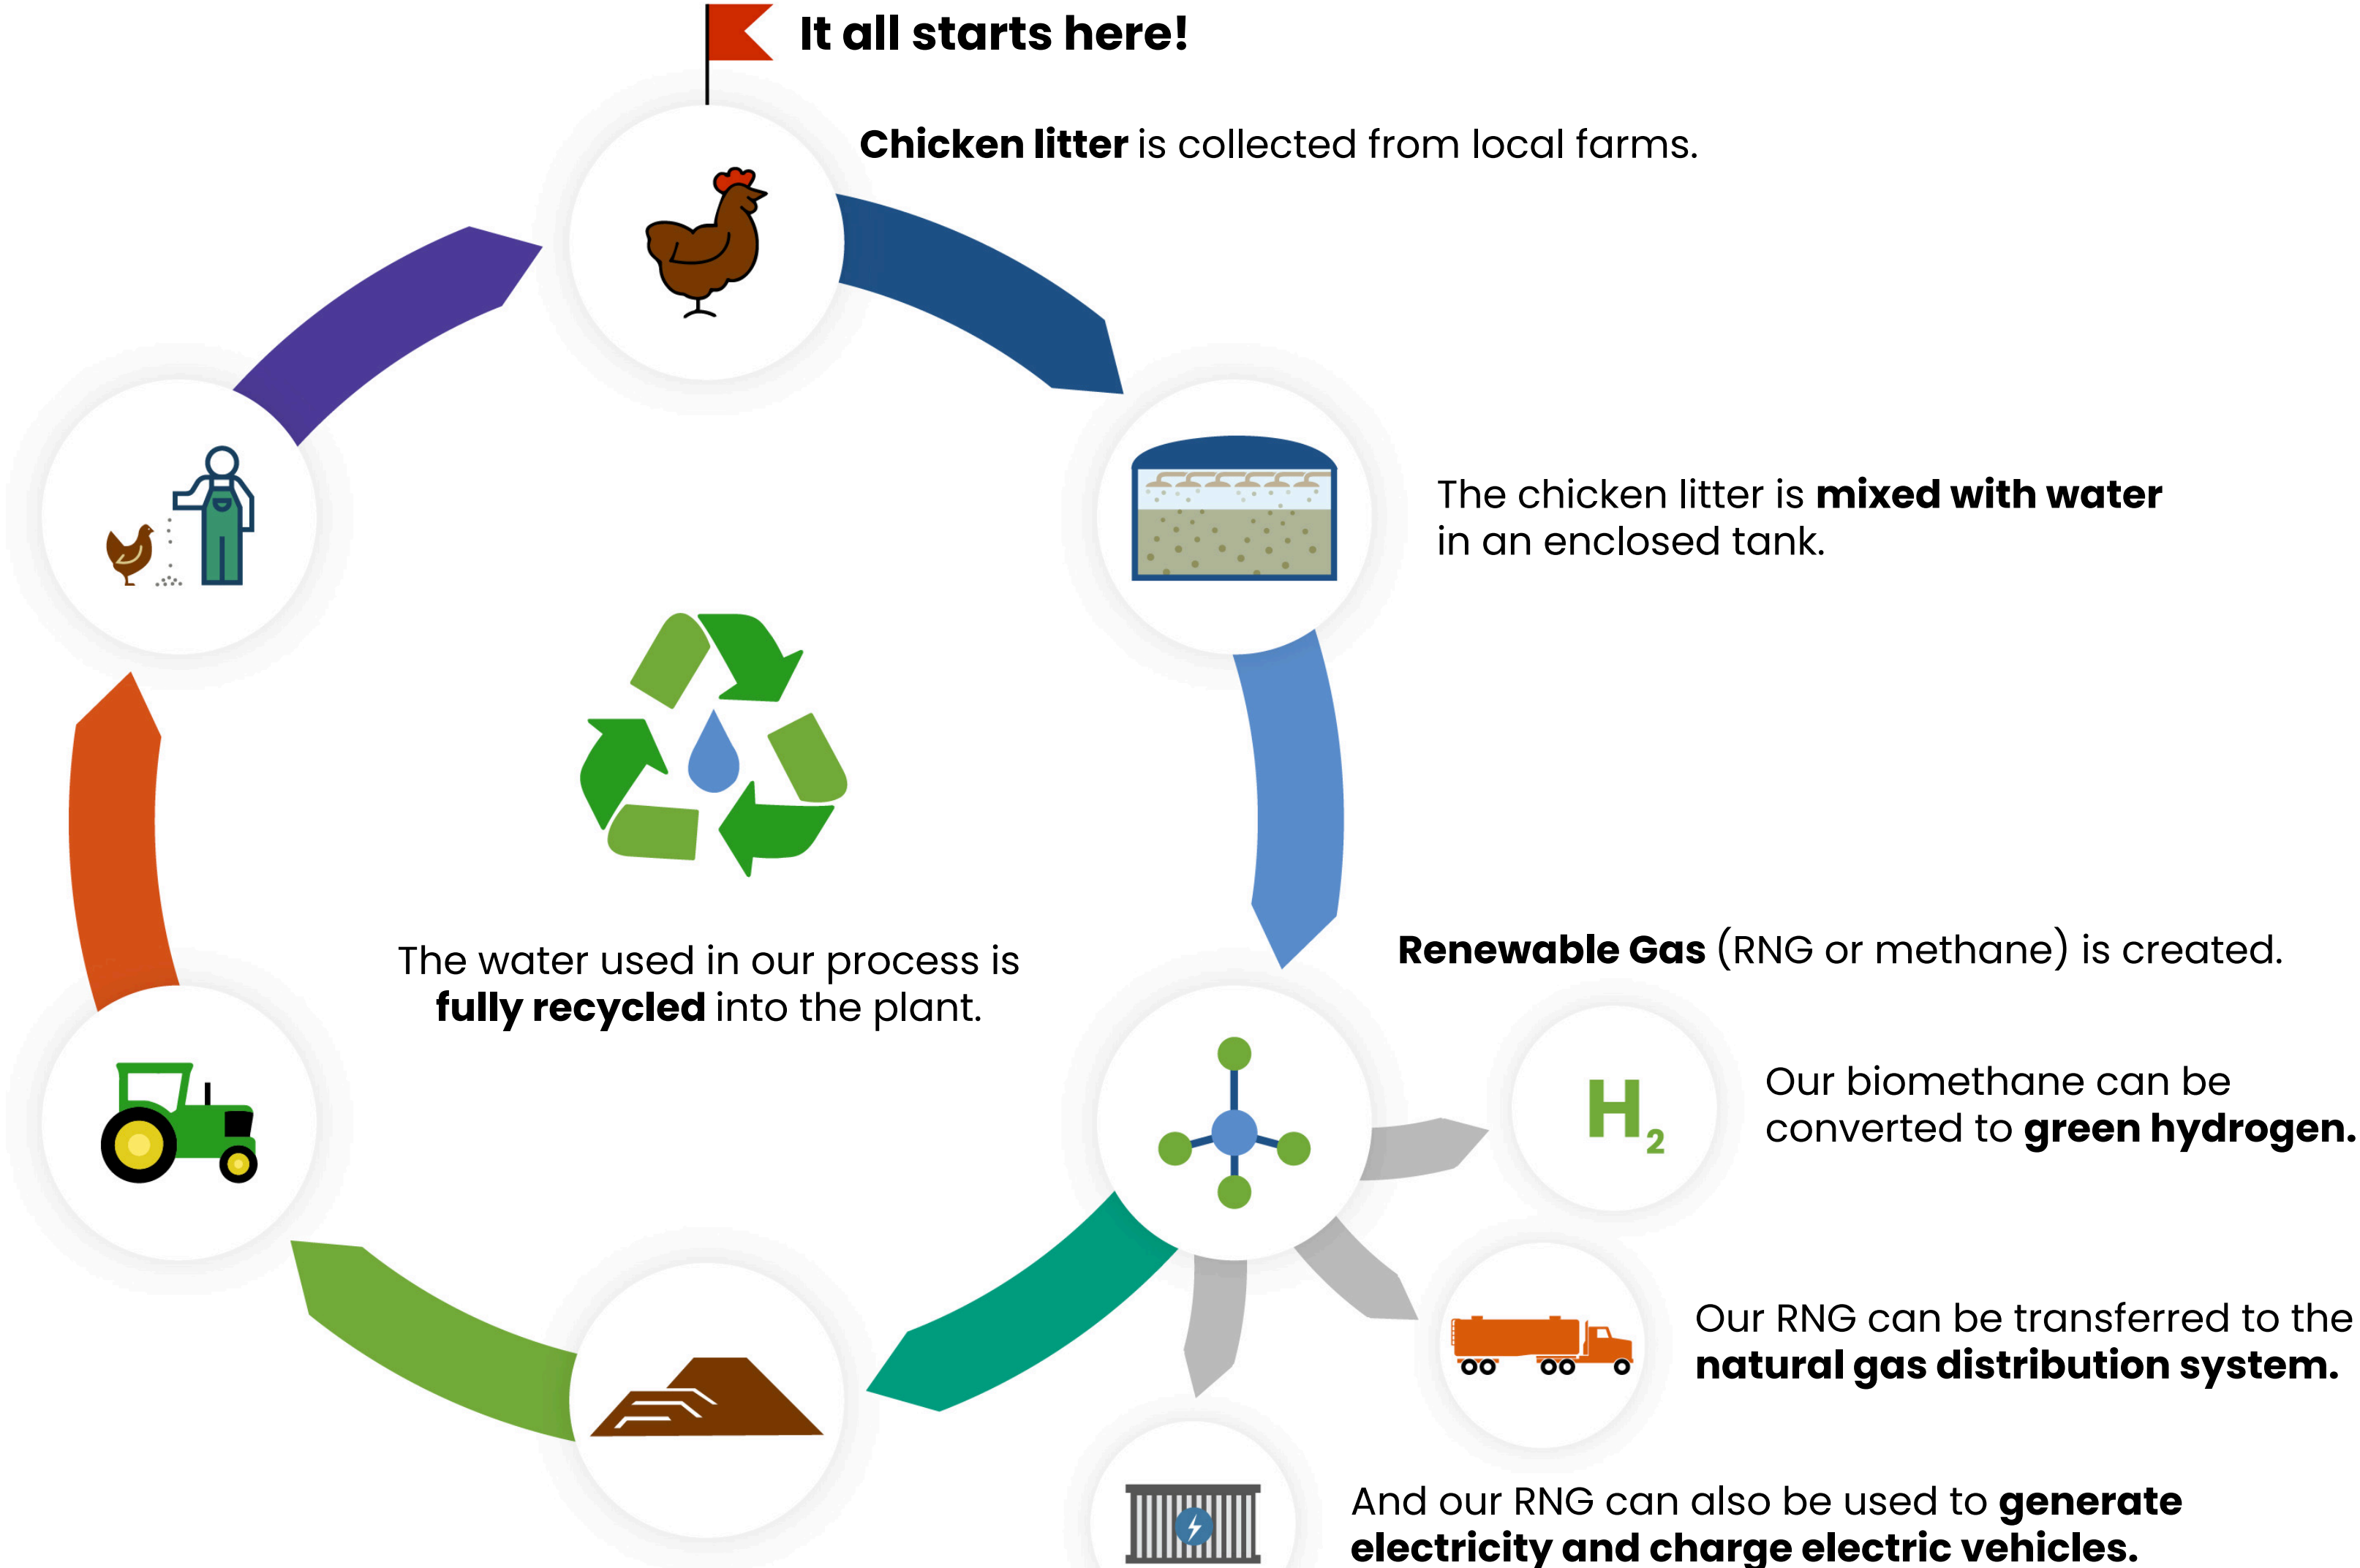 It all starts here!
Chicken litter is collected from local farms.
The chicken litter is mixed with water
in an enclosed tank.
The water used in our process is
fully recycled into the plant.
Renewable Gas (RNG or methane) is created.
H2
Our biomethane can be
converted to green hydrogen.
Our RNG can be transferred to the
natural gas distribution system.
And our RNG can also be used to generate
electricity and charge electric vehicles.